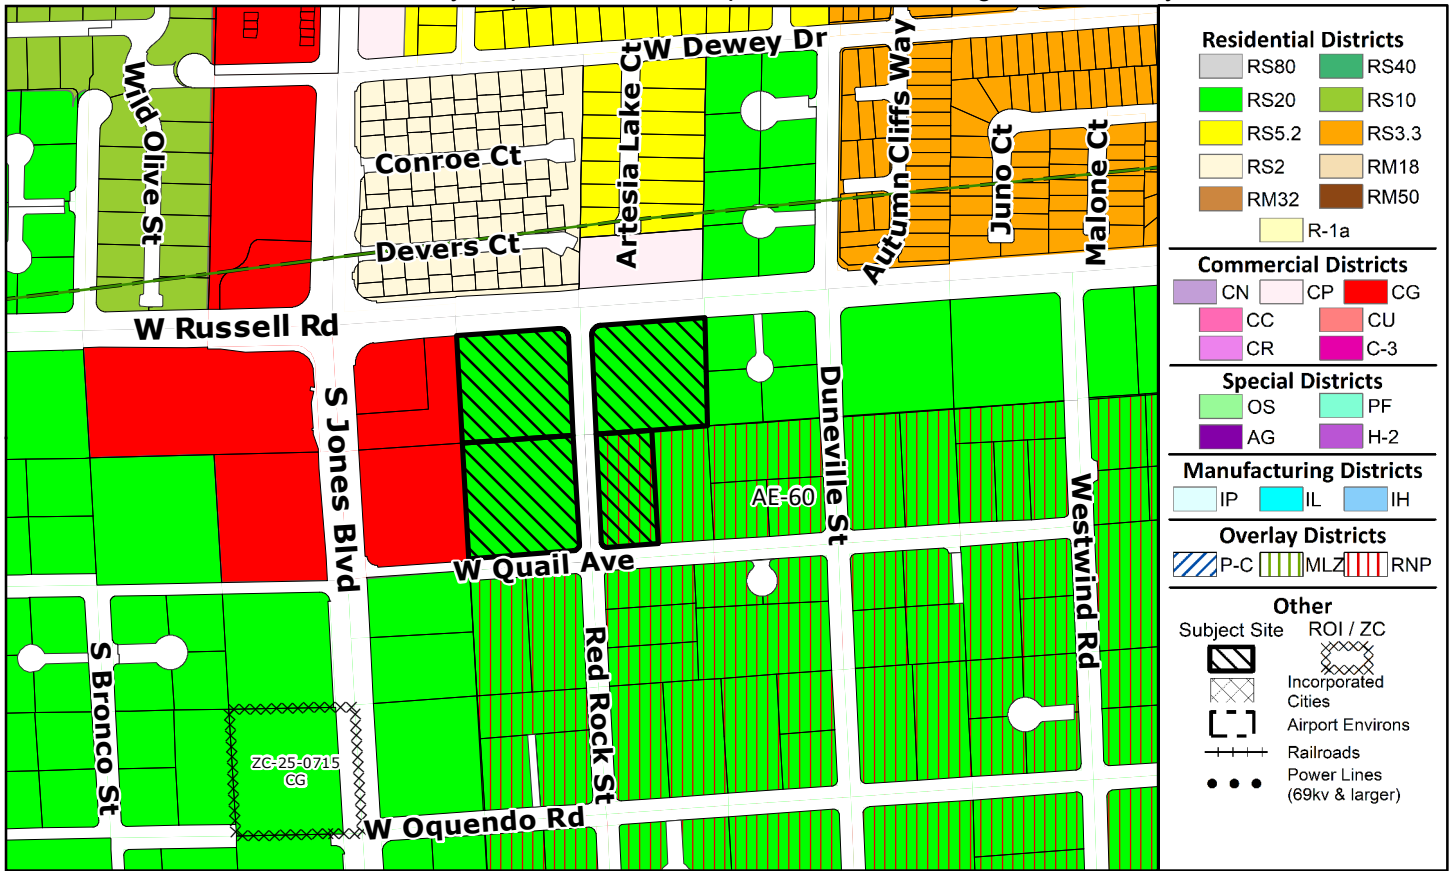 W Dewey Dr
Wild Olive St
Artesia Lake Ct
Autumn Cliffs Way
Juno Ct
Malone Ct
Conroe Ct
Devers Ct
W Russell Rd
S Jones Blvd
Duneville St
AE-60
Westwind Rd
W Quail Ave
Red Rock St
S Bronco St
ZC-25-0715
CG
W Oquendo Rd
Residential Districts
RS80 RS40
RS20 RS10
RS5.2 RS3.3
RS2 RM18
RM32 RM50
R-1a
Commercial Districts
CN CP CG
CC CU
CR C-3
Special Districts
OS PF
AG H-2
Manufacturing Districts
IP IL IH
Overlay Districts
P-C MLZ RNP
Other
Subject Site ROI / ZC
Incorporated
Cities
Airport Environs
Railroads
Power Lines
(69kv & larger)